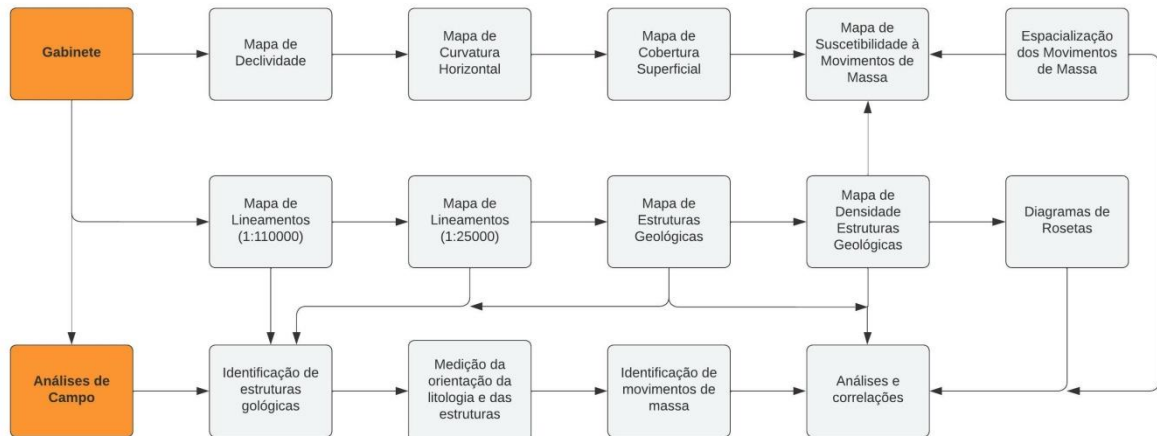 Gabinete
Mapa de
Declividade
Mapa de
Curvatura
Horizontal
Mapa de
Cobertura
Superficial
Mapa de
Suscetibilidade à
Movimentos de
Massa
Espacialização
dos Movimentos
de Massa
Mapa de
Lineamentos
(1:110000)
Mapa de
Lineamentos
(1:25000)
Mapa de
Estruturas
Geológicas
Mapa de
Densidade
Estruturas
Geológicas
Diagramas de
Rosetas
Análises de
Campo
Identificação de
estruturas
gológicas
Medição da
orientação da
litologia e das
estruturas
Identificação de
movimentos de
massa
Análises e
correlações